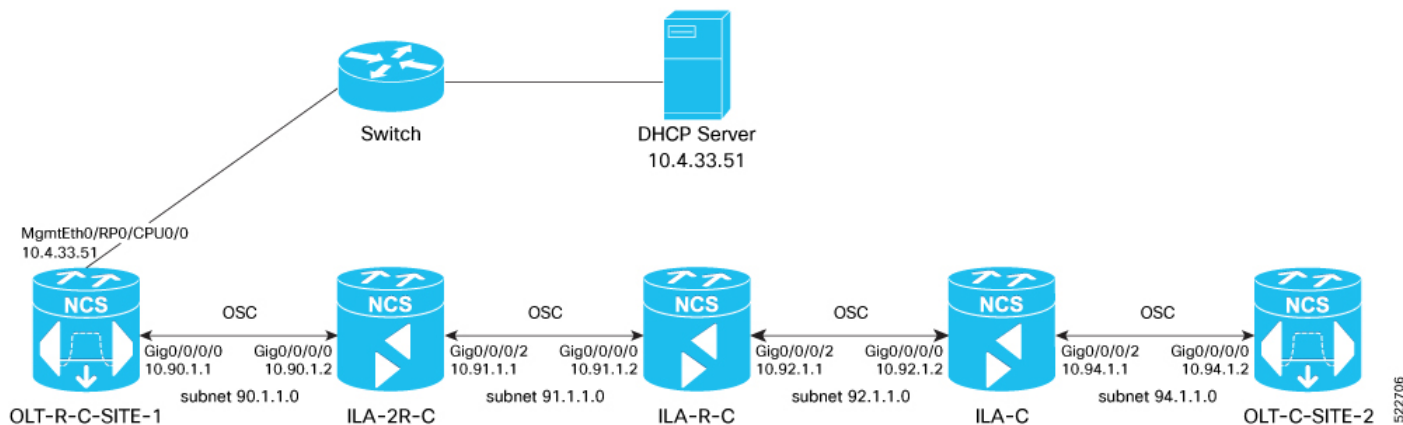 Switch
DHCP Server
10.4.33.51
MgmtEth0/RP0/CPU0/0
10.4.33.51
NCS
NCS
NCS
NCS
NCS
OSC
OSC
OSC
OSC
Gig0/0/0/0
10.90.1.1
Gig0/0/0/0
10.90.1.2
Gig0/0/0/2
10.91.1.1
Gig0/0/0/0
10.91.1.2
Gig0/0/0/2
10.92.1.1
Gig0/0/0/0
10.92.1.2
Gig0/0/0/2
10.94.1.1
Gig0/0/0/0
10.94.1.2
subnet 90.1.1.0
subnet 91.1.1.0
subnet 92.1.1.0
subnet 94.1.1.0
OLT-R-C-SITE-1
ILA-2R-C
ILA-R-C
ILA-C
OLT-C-SITE-2
522706